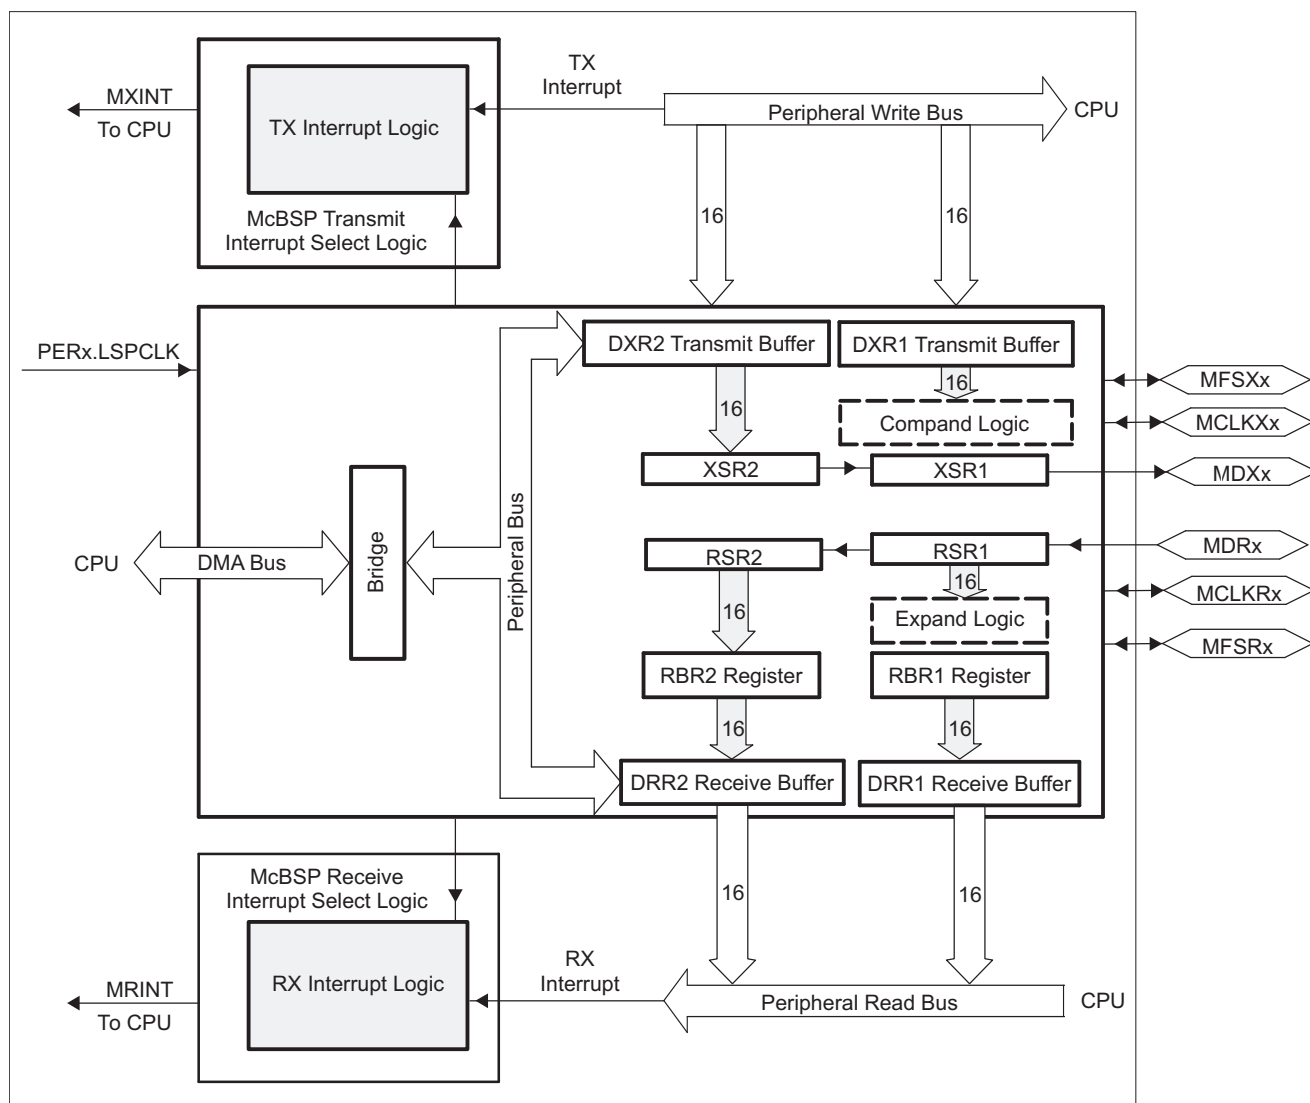 TX
Interrupt
MXINT
To CPU
TX Interrupt Logic
Peripheral Write Bus
CPU
McBSP Transmit
Interrupt Select Logic
16
16
PERx.LSPCLK
DXR2 Transmit Buffer
DXR1 Transmit Buffer
16
16
Compand Logic
XSR2
XSR1
MFSXx
MCLKXx
MDXx
CPU
DMA Bus
Bridge
Peripheral Bus
RSR2
RSR1
16
16
Expand Logic
MDRx
MCLKRx
MFSRx
RBR2 Register
RBR1 Register
16
16
DRR2 Receive Buffer
DRR1 Receive Buffer
McBSP Receive
Interrupt Select Logic
16
16
RX Interrupt Logic
RX
Interrupt
MRINT
To CPU
Peripheral Read Bus
CPU